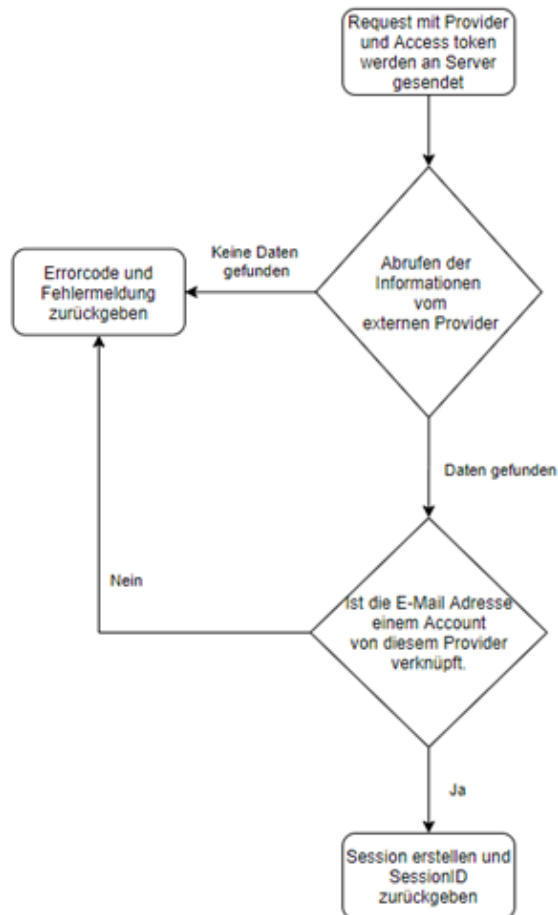 Request mit Provider
und Access token
werden an Server
gesendet
Keine Daten
gefunden
Abrufen der
Informationen
vom
externen Provider
Errorcode und
Fehlermeldung
zurückgeben
Daten gefunden
Nein
Ist die E-Mail Adresse
einem Account
von diesem Provider
verknüpft.
Ja
Session erstellen und
SessionID
zurückgeben